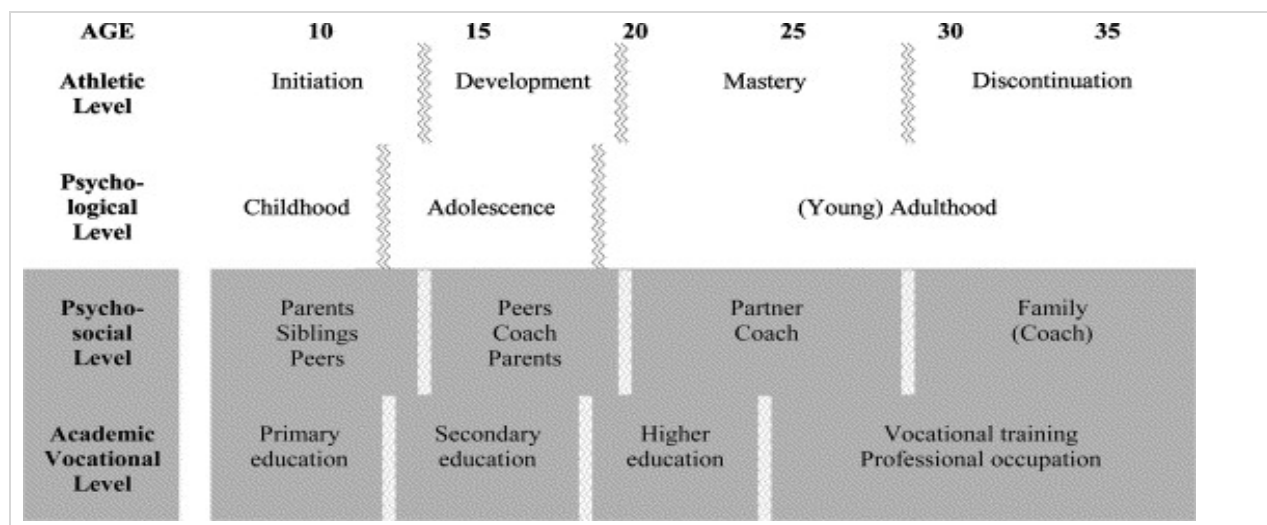 AGE 10 15 20 25 30 35
Athletic
Level
Initiation
Development
Mastery
Discontinuation
Psycho-
logical
Level
Childhood
Adolescence
(Young) Adulthood
Psycho-
social
Level
Parents
Siblings
Peers
Peers
Coach
Parents
Partner
Coach
Family
(Coach)
Academic
Vocational
Level
Primary
education
Secondary
education
Higher
education
Vocational training
Professional occupation